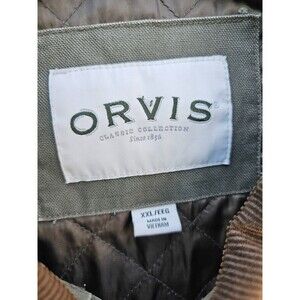 ORVIS
CLASSIC COLLECTION
Since 1856
XXL/EEG
MADE IN
VIETNAM